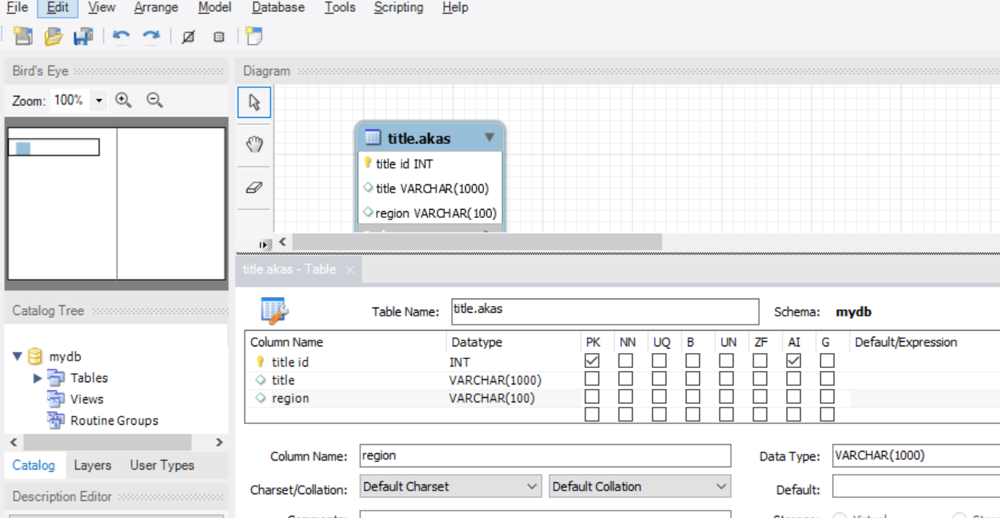 File Edit View Arrange Model Database Tools Scripting Help
Bird's Eye
Diagram
Zoom: 100%
title.akas
title id INT
title VARCHAR(1000)
region VARCHAR(100)
title.akas - Table
Catalog Tree
Table Name: title.akas Schema: mydb
Column Name Datatype PK NN UQ B UN ZF AI G Default/Expression
title id INT
title VARCHAR(1000)
region VARCHAR(100)
mydb
Tables
Views
Routine Groups
Catalog Layers User Types
Column Name: region Data Type: VARCHAR(1000)
Charset/Collation: Default Charset Default Collation Default:
Description Editor